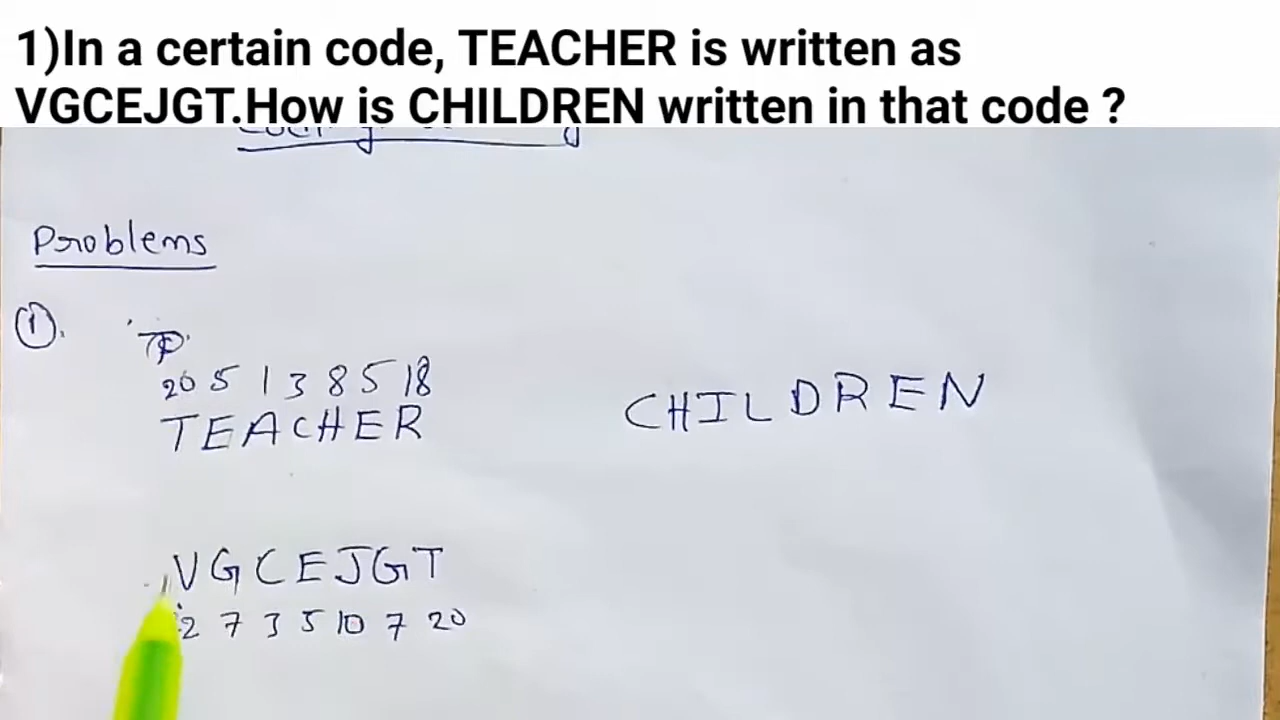 1)In a certain code, TEACHER is written as
VGCEJGT.How is CHILDREN written in that code ?
Problems
1.
20 5 1 3 8 5 18
TEACHER
CHILDREN
VGCEJGT
7 3 5 10 7 20